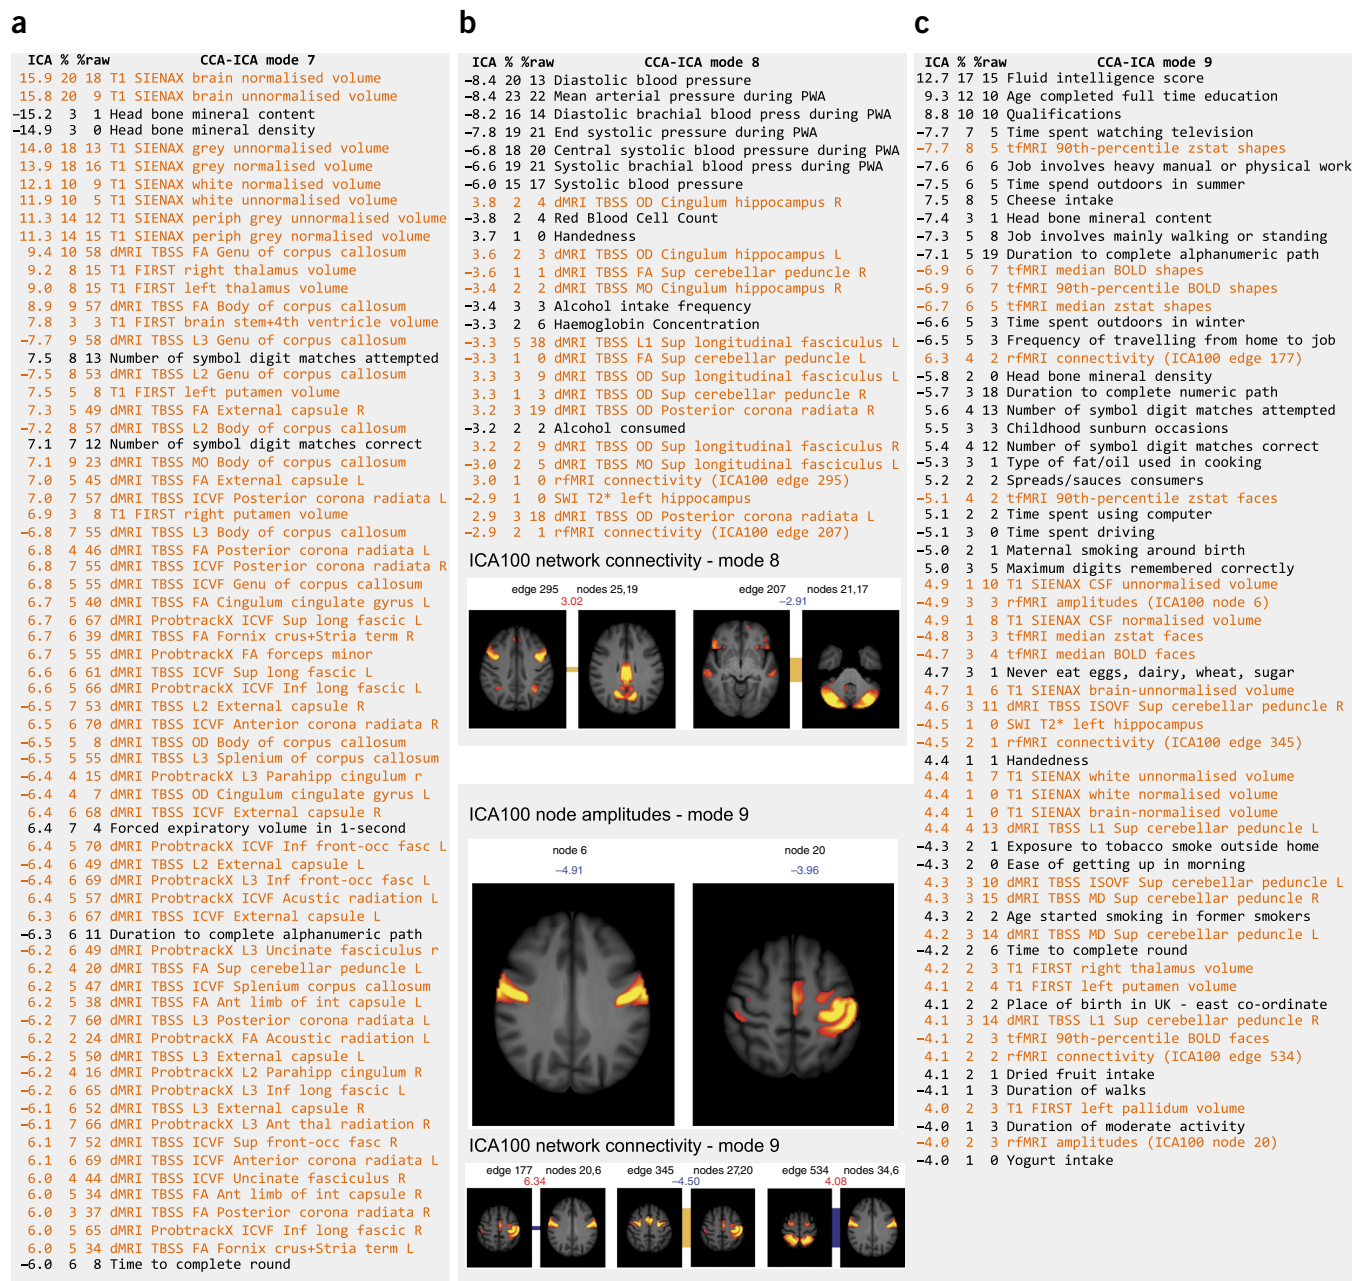 a
ICA % %raw CCA-ICA mode 7
15.9 20 18 T1 SIENAX brain normalised volume
15.8 20 9 T1 SIENAX brain unnormalised volume
−15.2 3 1 Head bone mineral content
−14.9 3 0 Head bone mineral density
14.0 18 13 T1 SIENAX grey unnormalised volume
13.9 18 16 T1 SIENAX grey normalised volume
12.1 10 9 T1 SIENAX white normalised volume
11.9 10 5 T1 SIENAX white unnormalised volume
11.3 14 12 T1 SIENAX periph grey unnormalised volume
11.3 14 15 T1 SIENAX periph grey normalised volume
9.4 10 58 dMRI TBSS FA Genu of corpus callosum
9.2 8 15 T1 FIRST right thalamus volume
9.0 8 15 T1 FIRST left thalamus volume
8.9 9 57 dMRI TBSS FA Body of corpus callosum
7.8 3 3 T1 FIRST brain stem+4th ventricle volume
−7.7 9 58 dMRI TBSS L3 Genu of corpus callosum
7.5 8 13 Number of symbol digit matches attempted
−7.5 8 53 dMRI TBSS L2 Genu of corpus callosum
7.5 5 8 T1 FIRST left putamen volume
7.3 5 49 dMRI TBSS FA External capsule R
−7.2 8 57 dMRI TBSS L2 Body of corpus callosum
7.1 7 12 Number of symbol digit matches correct
7.1 9 23 dMRI TBSS MO Body of corpus callosum
7.0 5 45 dMRI TBSS FA External capsule L
7.0 7 57 dMRI TBSS ICVF Posterior corona radiata L
6.9 3 8 T1 FIRST right putamen volume
−6.8 7 55 dMRI TBSS L3 Body of corpus callosum
6.8 4 46 dMRI TBSS FA Posterior corona radiata L
6.8 7 55 dMRI TBSS ICVF Posterior corona radiata R
6.8 5 55 dMRI TBSS ICVF Genu of corpus callosum
6.7 5 40 dMRI TBSS FA Cingulum cingulate gyrus L
6.7 6 67 dMRI ProbtrackX ICVF Sup long fascic L
6.7 6 39 dMRI TBSS FA Fornix crus+Stria term R
6.7 5 55 dMRI ProbtrackX FA forceps minor
6.6 6 61 dMRI TBSS ICVF Sup long fascic L
6.6 5 66 dMRI ProbtrackX ICVF Inf long fascic L
−6.5 7 53 dMRI TBSS L2 External capsule R
6.5 6 70 dMRI TBSS ICVF Anterior corona radiata R
−6.5 5 8 dMRI TBSS OD Body of corpus callosum
−6.5 5 55 dMRI TBSS L3 Splenium of corpus callosum
−6.4 4 15 dMRI ProbtrackX L3 Parahipp cingulum r
−6.4 4 7 dMRI TBSS OD Cingulum cingulate gyrus L
6.4 6 68 dMRI TBSS ICVF External capsule R
6.4 7 4 Forced expiratory volume in 1-second
6.4 5 70 dMRI ProbtrackX ICVF Inf front-occ fasc L
−6.4 6 49 dMRI TBSS L2 External capsule L
−6.4 6 69 dMRI ProbtrackX L3 Inf front-occ fasc L
6.4 5 57 dMRI ProbtrackX ICVF Acustic radiation L
6.3 6 67 dMRI TBSS ICVF External capsule L
−6.3 6 11 Duration to complete alphanumeric path
−6.2 6 49 dMRI ProbtrackX L3 Uncinate fasciculus r
6.2 4 20 dMRI TBSS FA Sup cerebellar peduncle L
6.2 5 47 dMRI TBSS ICVF Splenium corpus callosum
6.2 5 38 dMRI TBSS FA Ant limb of int capsule L
−6.2 7 60 dMRI TBSS L3 Posterior corona radiata L
6.2 2 24 dMRI ProbtrackX FA Acoustic radiation L
−6.2 5 50 dMRI TBSS L3 External capsule L
−6.2 4 16 dMRI ProbtrackX L2 Parahipp cingulum R
−6.2 6 65 dMRI ProbtrackX L3 Inf long fascic L
−6.1 6 52 dMRI TBSS L3 External capsule R
−6.1 7 66 dMRI ProbtrackX L3 Ant thal radiation R
6.1 7 52 dMRI TBSS ICVF Sup front-occ fasc R
6.1 6 69 dMRI TBSS ICVF Anterior corona radiata L
6.0 4 44 dMRI TBSS ICVF Uncinate fasciculus R
6.0 5 34 dMRI TBSS FA Ant limb of int capsule R
6.0 3 37 dMRI TBSS FA Posterior corona radiata R
6.0 5 65 dMRI ProbtrackX ICVF Inf long fascic R
6.0 5 34 dMRI TBSS FA Fornix crus+Stria term L
−6.0 6 8 Time to complete round
b
ICA % %raw CCA-ICA mode 8
−8.4 20 13 Diastolic blood pressure
−8.4 23 22 Mean arterial pressure during PWA
−8.2 16 14 Diastolic brachial blood press during PWA
−7.8 19 21 End systolic pressure during PWA
−6.8 18 20 Central systolic blood pressure during PWA
−6.6 19 21 Systolic brachial blood press during PWA
−6.0 15 17 Systolic blood pressure
3.8 2 4 dMRI TBSS OD Cingulum hippocampus R
−3.8 2 4 Red Blood Cell Count
3.7 1 0 Handedness
3.6 2 3 dMRI TBSS OD Cingulum hippocampus L
−3.6 1 1 dMRI TBSS FA Sup cerebellar peduncle R
−3.4 2 2 dMRI TBSS MO Cingulum hippocampus R
−3.4 3 3 Alcohol intake frequency
−3.3 2 6 Haemoglobin Concentration
−3.3 5 38 dMRI TBSS L1 Sup longitudinal fasciculus L
−3.3 1 0 dMRI TBSS FA Sup cerebellar peduncle L
3.3 3 9 dMRI TBSS OD Sup longitudinal fasciculus L
3.3 1 3 dMRI TBSS OD Sup cerebellar peduncle R
3.2 3 19 dMRI TBSS OD Posterior corona radiata R
−3.2 2 2 Alcohol consumed
3.2 2 9 dMRI TBSS OD Sup longitudinal fasciculus R
−3.0 2 5 dMRI TBSS MO Sup longitudinal fasciculus L
3.0 1 0 rfMRI connectivity (ICA100 edge 295)
−2.9 1 0 SWI T2* left hippocampus
2.9 3 18 dMRI TBSS OD Posterior corona radiata L
−2.9 2 1 rfMRI connectivity (ICA100 edge 207)
ICA100 network connectivity - mode 8
edge 295 nodes 25,19
3.02
edge 207 nodes 21,17
−2.91
ICA100 node amplitudes - mode 9
node 6
−4.91
node 20
−3.96
ICA100 network connectivity - mode 9
edge 177 nodes 20,6
6.34
edge 345 nodes 27,20
−4.50
edge 534 nodes 34,6
4.08
c
ICA % %raw CCA-ICA mode 9
12.7 17 15 Fluid intelligence score
9.3 12 10 Age completed full time education
8.8 10 10 Qualifications
−7.7 7 5 Time spent watching television
−7.7 8 5 tfMRI 90th-percentile zstat shapes
−7.6 6 6 Job involves heavy manual or physical work
−7.5 6 5 Time spend outdoors in summer
7.5 8 5 Cheese intake
−7.4 3 1 Head bone mineral content
−7.3 5 8 Job involves mainly walking or standing
−7.1 5 19 Duration to complete alphanumeric path
−6.9 6 7 tfMRI median BOLD shapes
−6.9 6 7 tfMRI 90th-percentile BOLD shapes
−6.7 6 5 tfMRI median zstat shapes
−6.6 5 3 Time spent outdoors in winter
−6.5 5 3 Frequency of travelling from home to job
6.3 4 2 rfMRI connectivity (ICA100 edge 177)
−5.8 2 0 Head bone mineral density
−5.7 3 18 Duration to complete numeric path
5.6 4 13 Number of symbol digit matches attempted
5.5 3 3 Childhood sunburn occasions
5.4 4 12 Number of symbol digit matches correct
−5.3 3 1 Type of fat/oil used in cooking
5.2 2 2 Spreads/sauces consumers
−5.1 4 2 tfMRI 90th-percentile zstat faces
5.1 2 2 Time spent using computer
−5.1 3 0 Time spent driving
−5.0 2 1 Maternal smoking around birth
5.0 3 5 Maximum digits remembered correctly
4.9 1 10 T1 SIENAX CSF unnormalised volume
−4.9 3 3 rfMRI amplitudes (ICA100 node 6)
4.9 1 8 T1 SIENAX CSF normalised volume
−4.8 3 3 tfMRI median zstat faces
−4.7 3 4 tfMRI median BOLD faces
4.7 3 1 Never eat eggs, dairy, wheat, sugar
4.7 1 6 T1 SIENAX brain-unnormalised volume
4.6 3 11 dMRI TBSS ISOVF Sup cerebellar peduncle R
−4.5 1 0 SWI T2* left hippocampus
−4.5 2 1 rfMRI connectivity (ICA100 edge 345)
4.4 1 1 Handedness
4.4 1 7 T1 SIENAX white unnormalised volume
4.4 1 0 T1 SIENAX white normalised volume
4.4 1 0 T1 SIENAX brain-normalised volume
4.4 4 13 dMRI TBSS L1 Sup cerebellar peduncle L
−4.3 2 1 Exposure to tobacco smoke outside home
−4.3 2 0 Ease of getting up in morning
4.3 3 10 dMRI TBSS ISOVF Sup cerebellar peduncle L
4.3 3 15 dMRI TBSS MD Sup cerebellar peduncle R
4.3 2 2 Age started smoking in former smokers
4.2 3 14 dMRI TBSS MD Sup cerebellar peduncle L
−4.2 2 6 Time to complete round
4.2 2 3 T1 FIRST right thalamus volume
4.1 2 4 T1 FIRST left putamen volume
4.1 2 2 Place of birth in UK - east co-ordinate
4.1 3 14 dMRI TBSS L1 Sup cerebellar peduncle R
−4.1 2 3 tfMRI 90th-percentile BOLD faces
4.1 2 2 rfMRI connectivity (ICA100 edge 534)
4.1 2 1 Dried fruit intake
−4.1 1 3 Duration of walks
4.0 2 3 T1 FIRST left pallidum volume
−4.0 1 3 Duration of moderate activity
−4.0 2 3 rfMRI amplitudes (ICA100 node 20)
−4.0 1 0 Yogurt intake